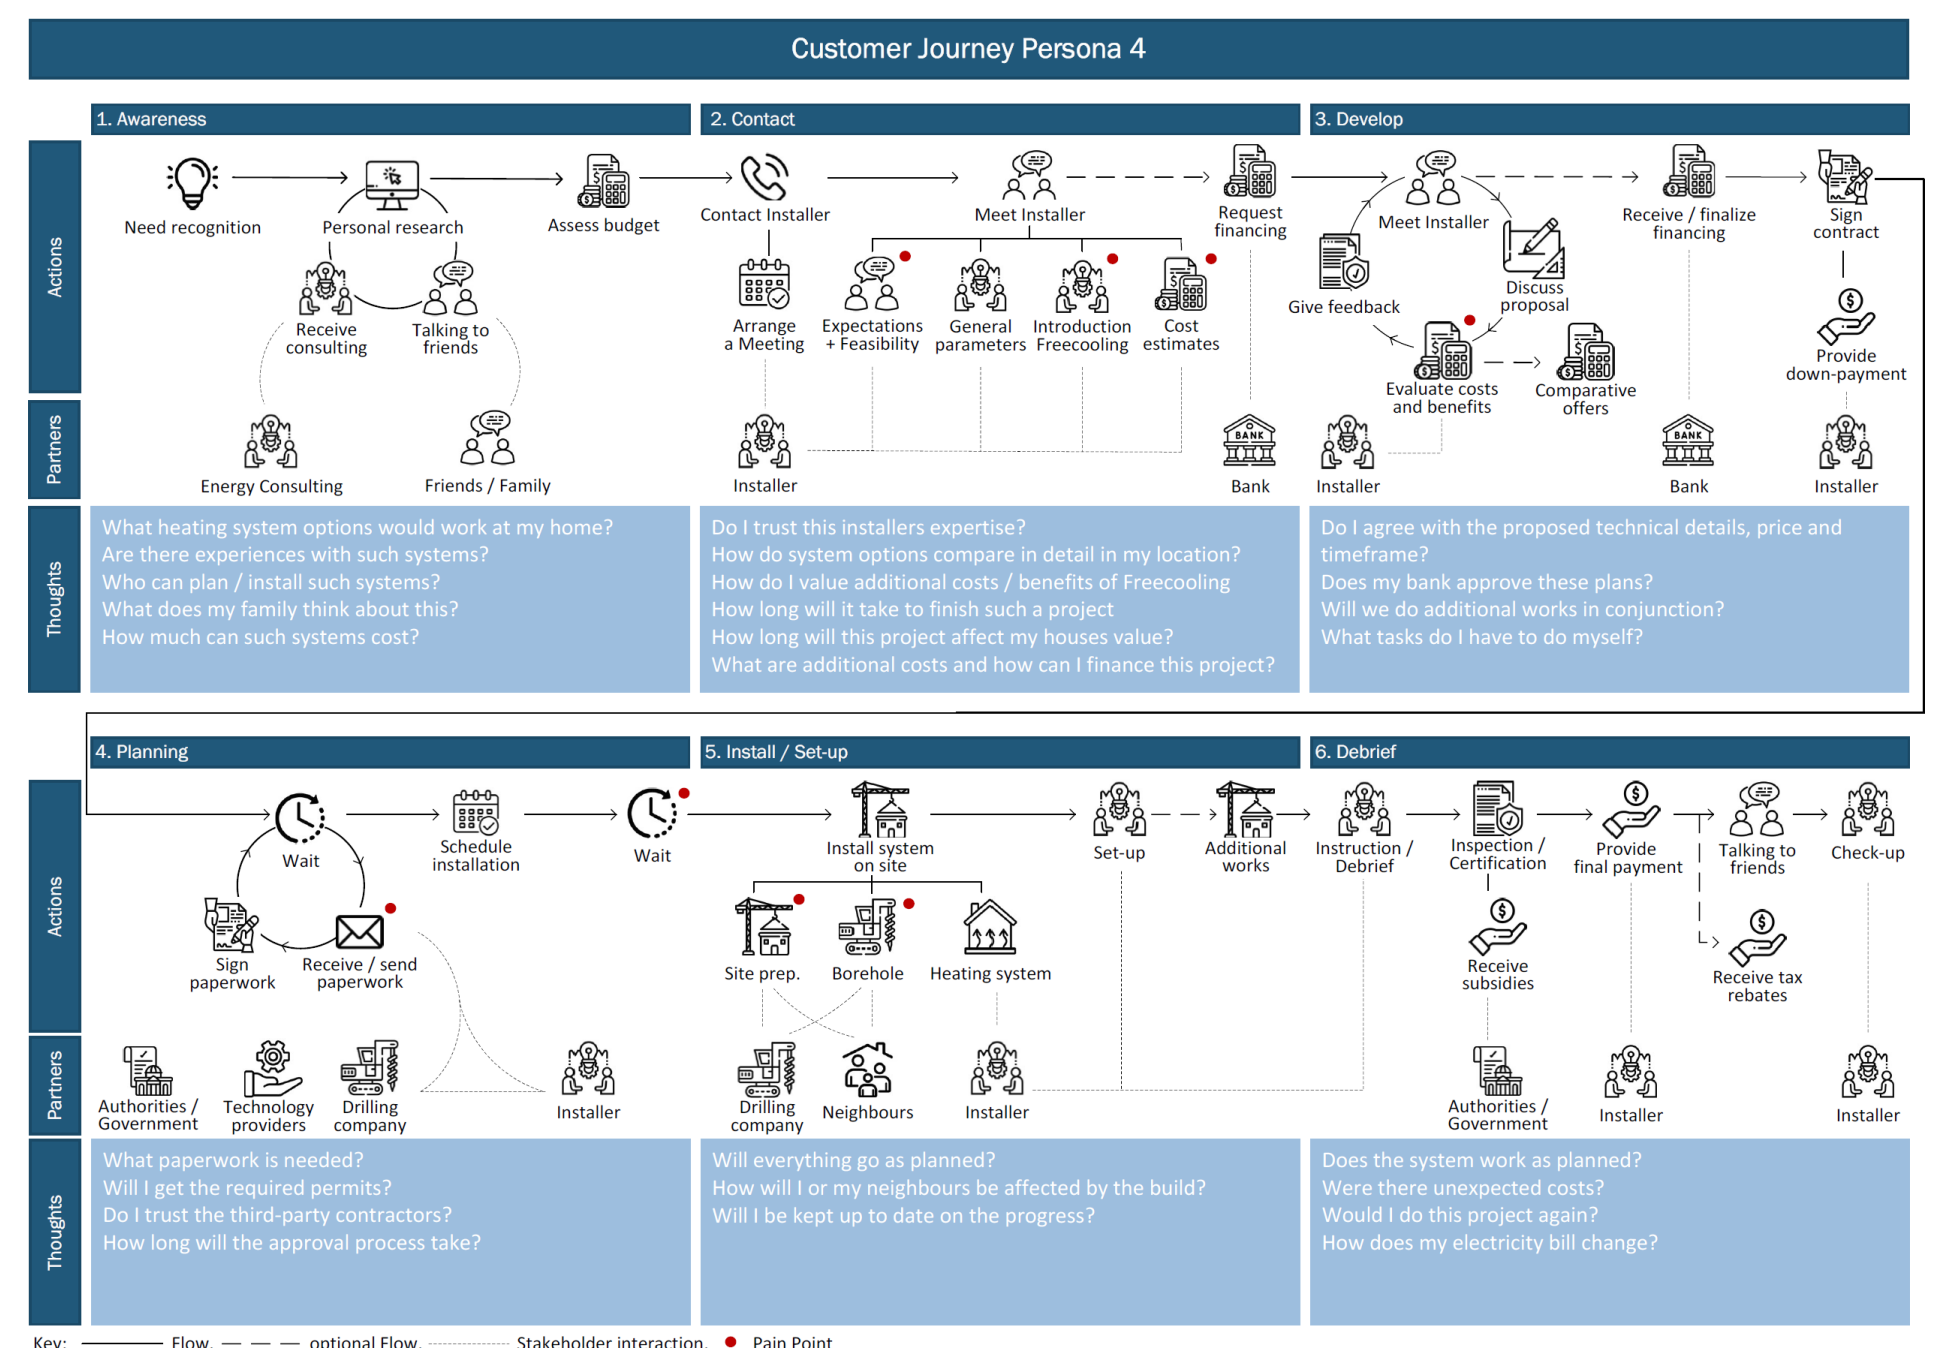 Customer Journey Persona 4
1. Awareness
2. Contact
3. Develop
Actions
Need recognition
Personal research
Assess budget
Receive
consulting
Talking to
friends
Contact Installer
Meet Installer
Request
financing
Arrange
a Meeting
Expectations
+ Feasibility
General
parameters
Introduction
Freecooling
Cost
estimates
Meet Installer
Receive / finalize
financing
Sign
contract
Discuss
proposal
Give feedback
Evaluate costs
and benefits
Comparative
offers
Provide
down-payment
Partners
Energy Consulting
Friends / Family
Installer
BANK
Bank
Installer
BANK
Bank
Installer
Thoughts
What heating system options would work at my home?
Are there experiences with such systems?
Who can plan / install such systems?
What does my family think about this?
How much can such systems cost?
Do I trust this installers expertise?
How do system options compare in detail in my location?
How do I value additional costs / benefits of Freecooling
How long will it take to finish such a project
How long will this project affect my houses value?
What are additional costs and how can I finance this project?
Do I agree with the proposed technical details, price and
timeframe?
Does my bank approve these plans?
Will we do additional works in conjunction?
What tasks do I have to do myself?
4. Planning
5. Install / Set-up
6. Debrief
Actions
Wait
Schedule
installation
Wait
Sign
paperwork
Receive / send
paperwork
Install system
on site
Set-up
Additional
works
Site prep.
Borehole
Heating system
Instruction /
Debrief
Inspection /
Certification
Provide
final payment
Talking to
friends
Check-up
Receive
subsidies
Receive tax
rebates
Partners
Authorities /
Government
Technology
providers
Drilling
company
Installer
Drilling
company
Neighbours
Installer
Authorities /
Government
Installer
Installer
Thoughts
What paperwork is needed?
Will I get the required permits?
Do I trust the third-party contractors?
How long will the approval process take?
Will everything go as planned?
How will I or my neighbours be affected by the build?
Will I be kept up to date on the progress?
Does the system work as planned?
Were there unexpected costs?
Would I do this project again?
How does my electricity bill change?
Key: Flow, optional Flow, Stakeholder interaction, Pain Point